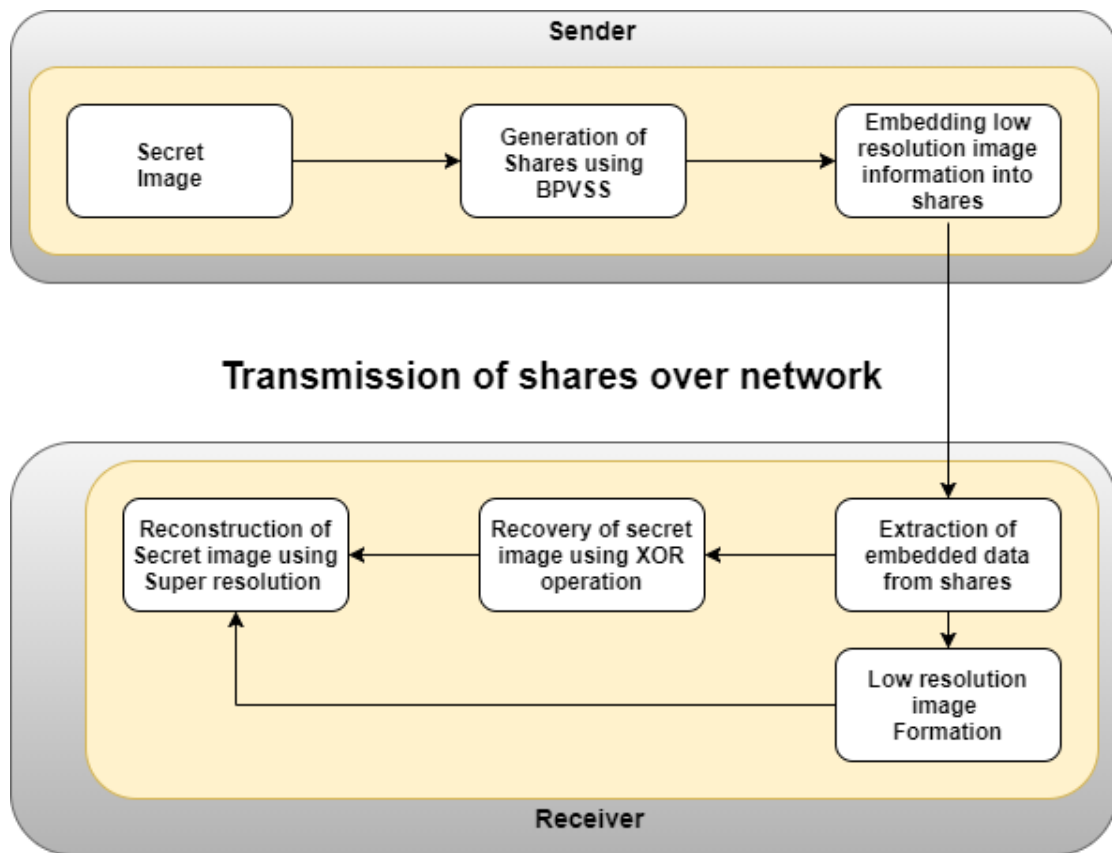 Sender
Secret
Image
Generation of
Shares using
BPVSS
Embedding low
resolution image
information into
shares
Transmission of shares over network
Reconstruction of
Secret image using
Super resolution
Recovery of secret
image using XOR
operation
Extraction of
embedded data
from shares
Low resolution
image
Formation
Receiver